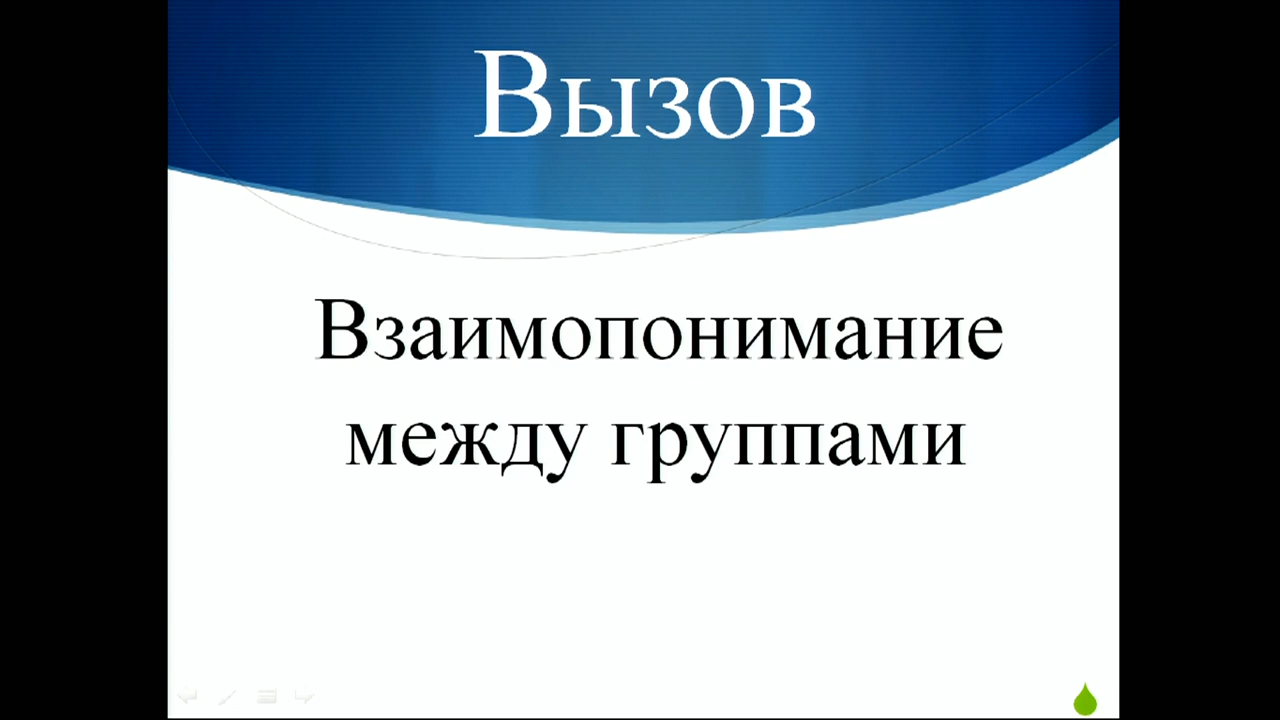 Вызов
Взаимопонимание
между группами